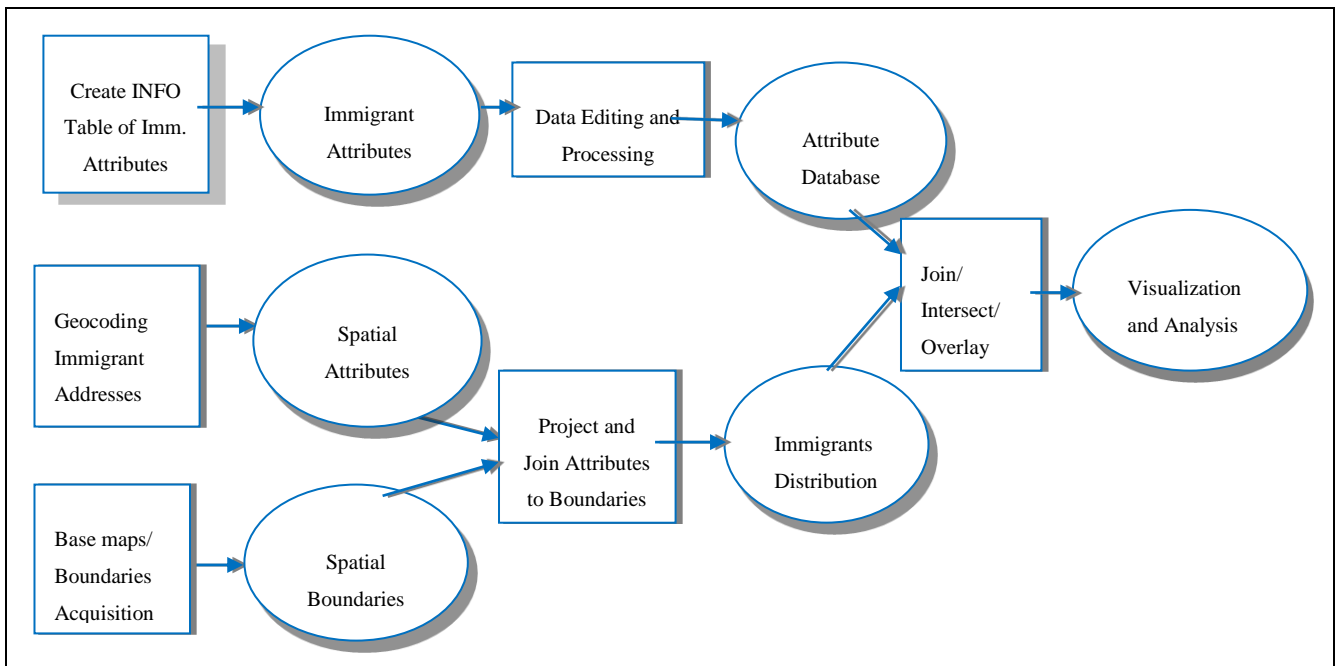 Create INFO
Table of Imm.
Attributes
Immigrant
Attributes
Data Editing and
Processing
Attribute
Database
Geocoding
Immigrant
Addresses
Spatial
Attributes
Join/
Intersect/
Overlay
Visualization
and Analysis
Project and
Join Attributes
to Boundaries
Immigrants
Distribution
Base maps/
Boundaries
Acquisition
Spatial
Boundaries